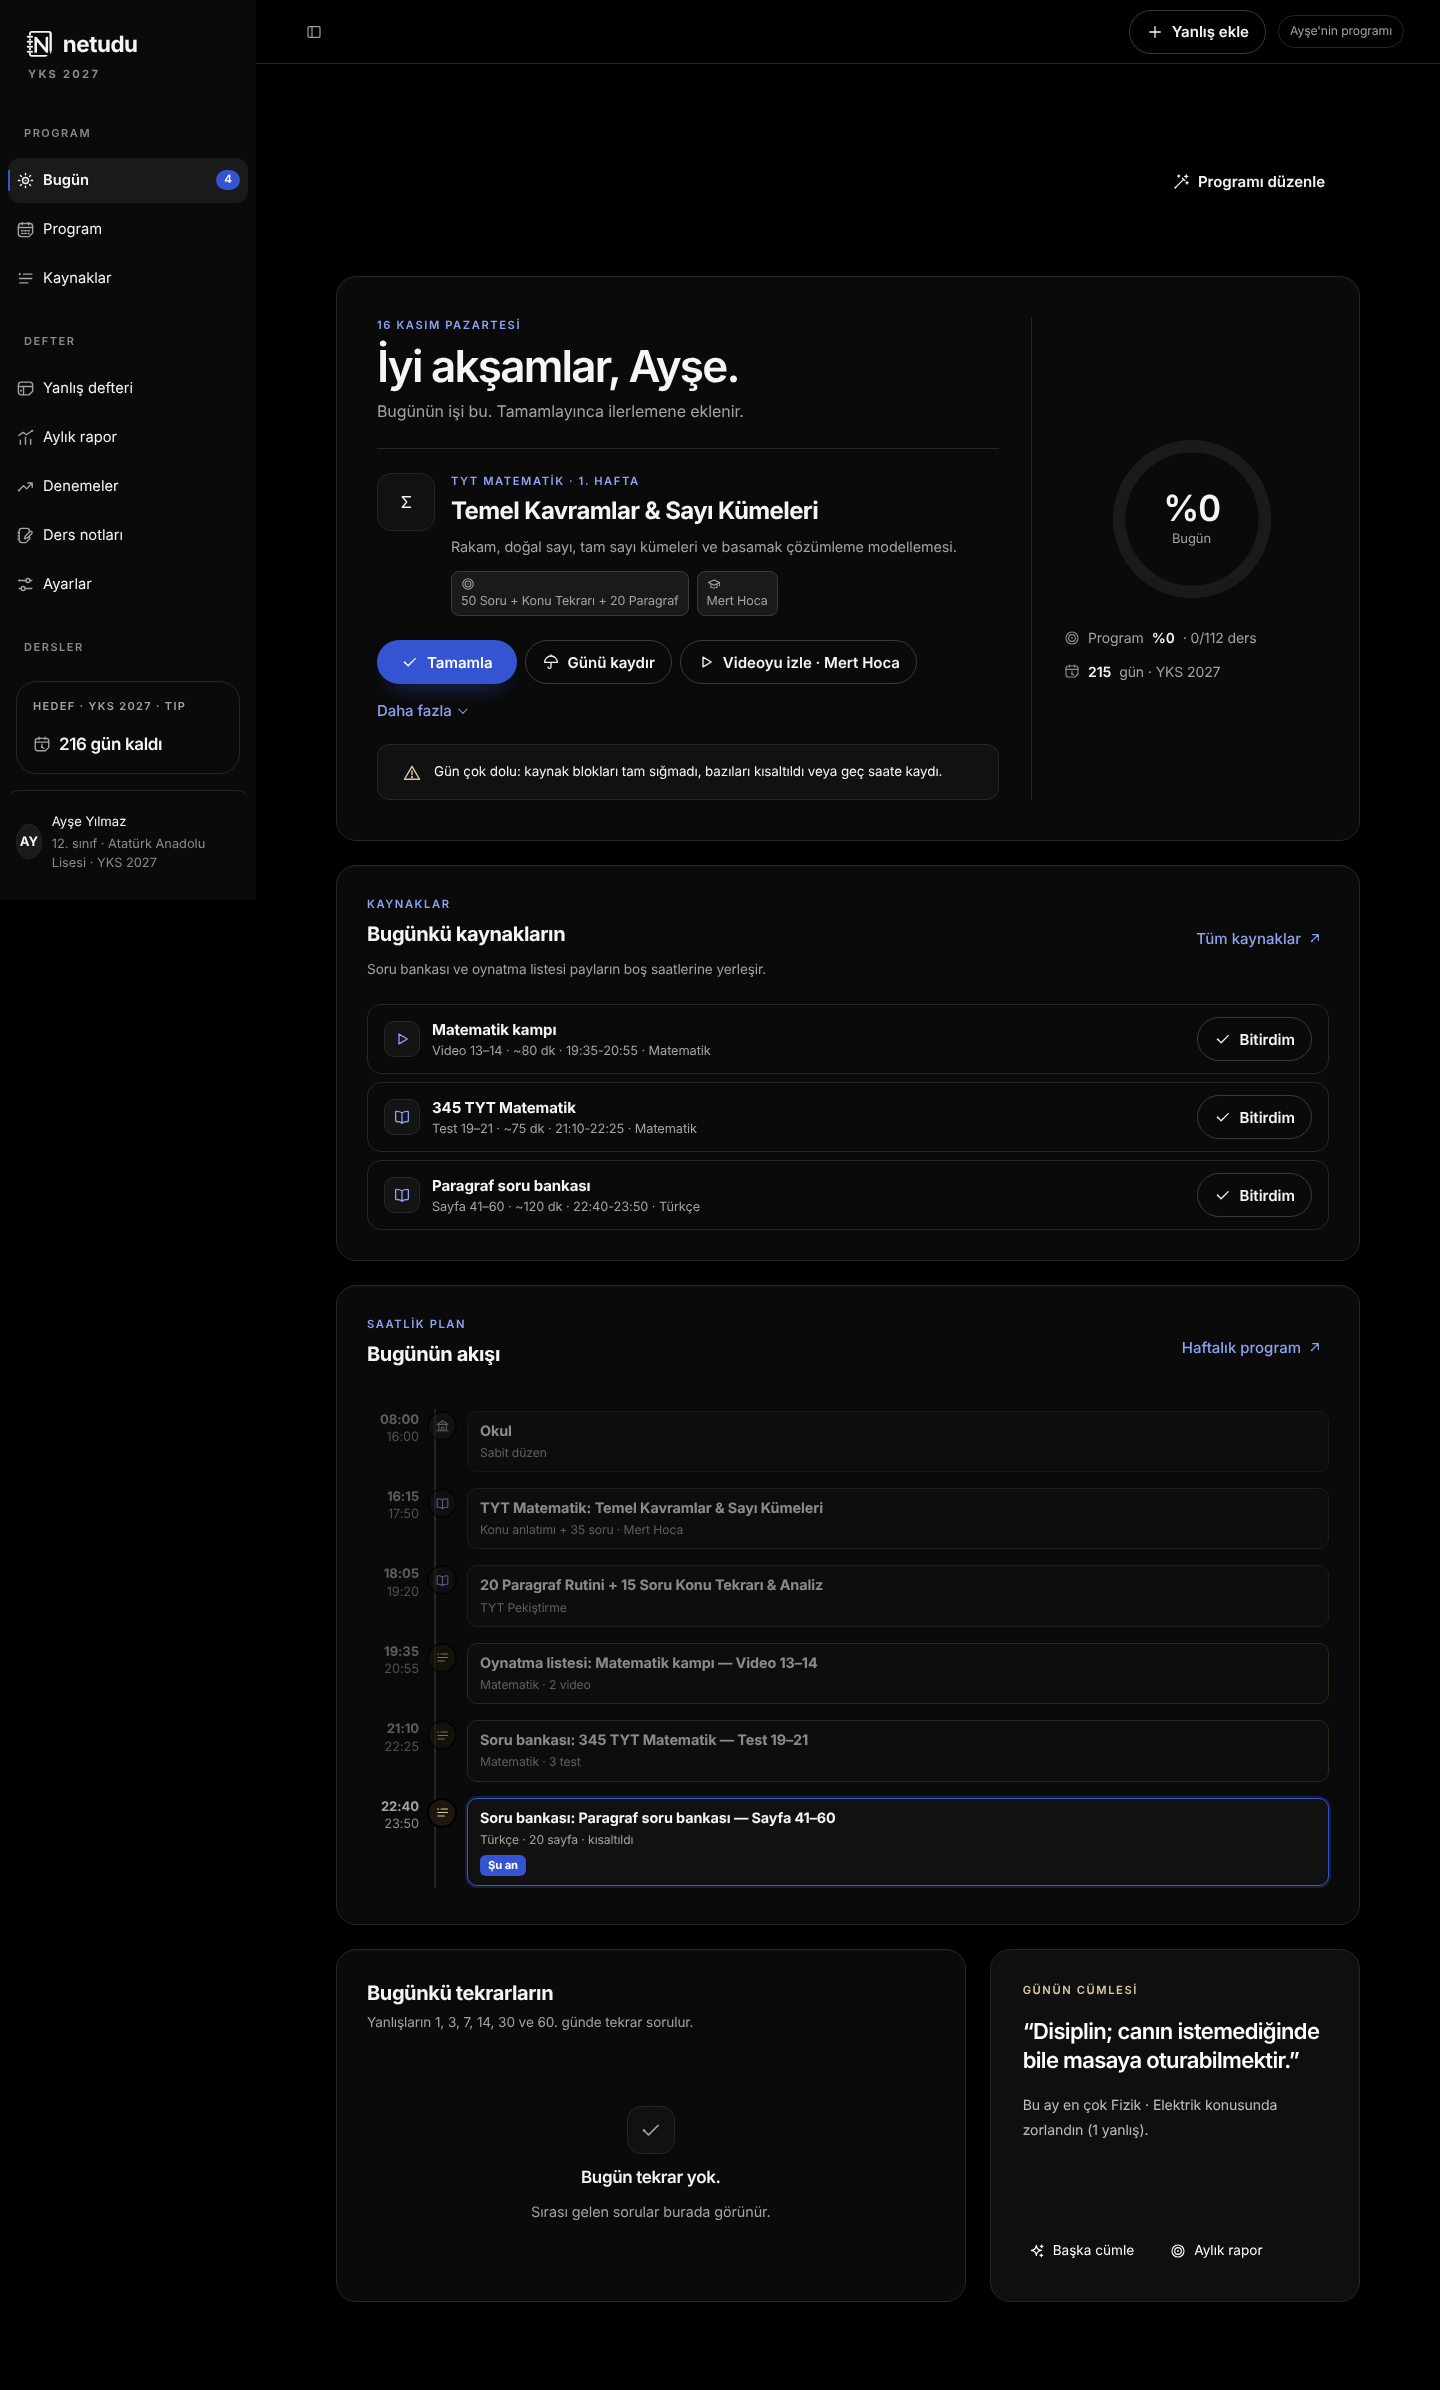 netudu
YKS 2027
PROGRAM
Bugün
4
Program
Kaynaklar
DEFTER
Yanlış defteri
Aylık rapor
Denemeler
Ders notları
Ayarlar
DERSLER
HEDEF · YKS 2027 · TIP
216 gün kaldı
AY
Ayşe Yılmaz
12. sınıf · Atatürk Anadolu
Lisesi · YKS 2027
Yanlış ekle
Ayşe'nin programı
Programı düzenle
16 KASIM PAZARTESİ
İyi akşamlar, Ayşe.
Bugünün işi bu. Tamamlayınca ilerlemene eklenir.
Σ
TYT MATEMATİK · 1. HAFTA
Temel Kavramlar & Sayı Kümeleri
Rakam, doğal sayı, tam sayı kümeleri ve basamak çözümleme modellemesi.
50 Soru + Konu Tekrarı + 20 Paragraf
Mert Hoca
Tamamla
Günü kaydır
Videoyu izle · Mert Hoca
Daha fazla
Gün çok dolu: kaynak blokları tam sığmadı, bazıları kısaltıldı veya geç saate kaydı.
%0
Bugün
Program %0 · 0/112 ders
215 gün · YKS 2027
KAYNAKLAR
Bugünkü kaynakların
Soru bankası ve oynatma listesi payların boş saatlerine yerleşir.
Tüm kaynaklar
Matematik kampı
Video 13–14 · ~80 dk · 19:35-20:55 · Matematik
Bitirdim
345 TYT Matematik
Test 19–21 · ~75 dk · 21:10-22:25 · Matematik
Bitirdim
Paragraf soru bankası
Sayfa 41–60 · ~120 dk · 22:40-23:50 · Türkçe
Bitirdim
SAATLİK PLAN
Bugünün akışı
Haftalık program
08:00
16:00
Okul
Sabit düzen
16:15
17:50
TYT Matematik: Temel Kavramlar & Sayı Kümeleri
Konu anlatımı + 35 soru · Mert Hoca
18:05
19:20
20 Paragraf Rutini + 15 Soru Konu Tekrarı & Analiz
TYT Pekiştirme
19:35
20:55
Oynatma listesi: Matematik kampı — Video 13–14
Matematik · 2 video
21:10
22:25
Soru bankası: 345 TYT Matematik — Test 19–21
Matematik · 3 test
22:40
23:50
Soru bankası: Paragraf soru bankası — Sayfa 41–60
Türkçe · 20 sayfa · kısaltıldı
Şu an
Bugünkü tekrarların
Yanlışların 1, 3, 7, 14, 30 ve 60. günde tekrar sorulur.
Bugün tekrar yok.
Sırası gelen sorular burada görünür.
GÜNÜN CÜMLESİ
“Disiplin; canın istemediğinde
bile masaya oturabilmektir.”
Bu ay en çok Fizik · Elektrik konusunda
zorlandın (1 yanlış).
Başka cümle
Aylık rapor